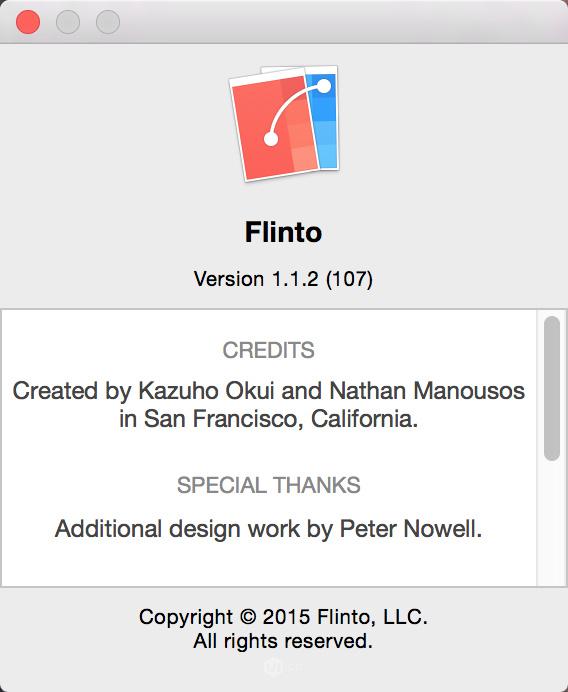 Flinto
Version 1.1.2 (107)
CREDITS
Created by Kazuho Okui and Nathan Manousos
in San Francisco, California.
SPECIAL THANKS
Additional design work by Peter Nowell.
Copyright © 2015 Flinto, LLC.
All rights reserved.